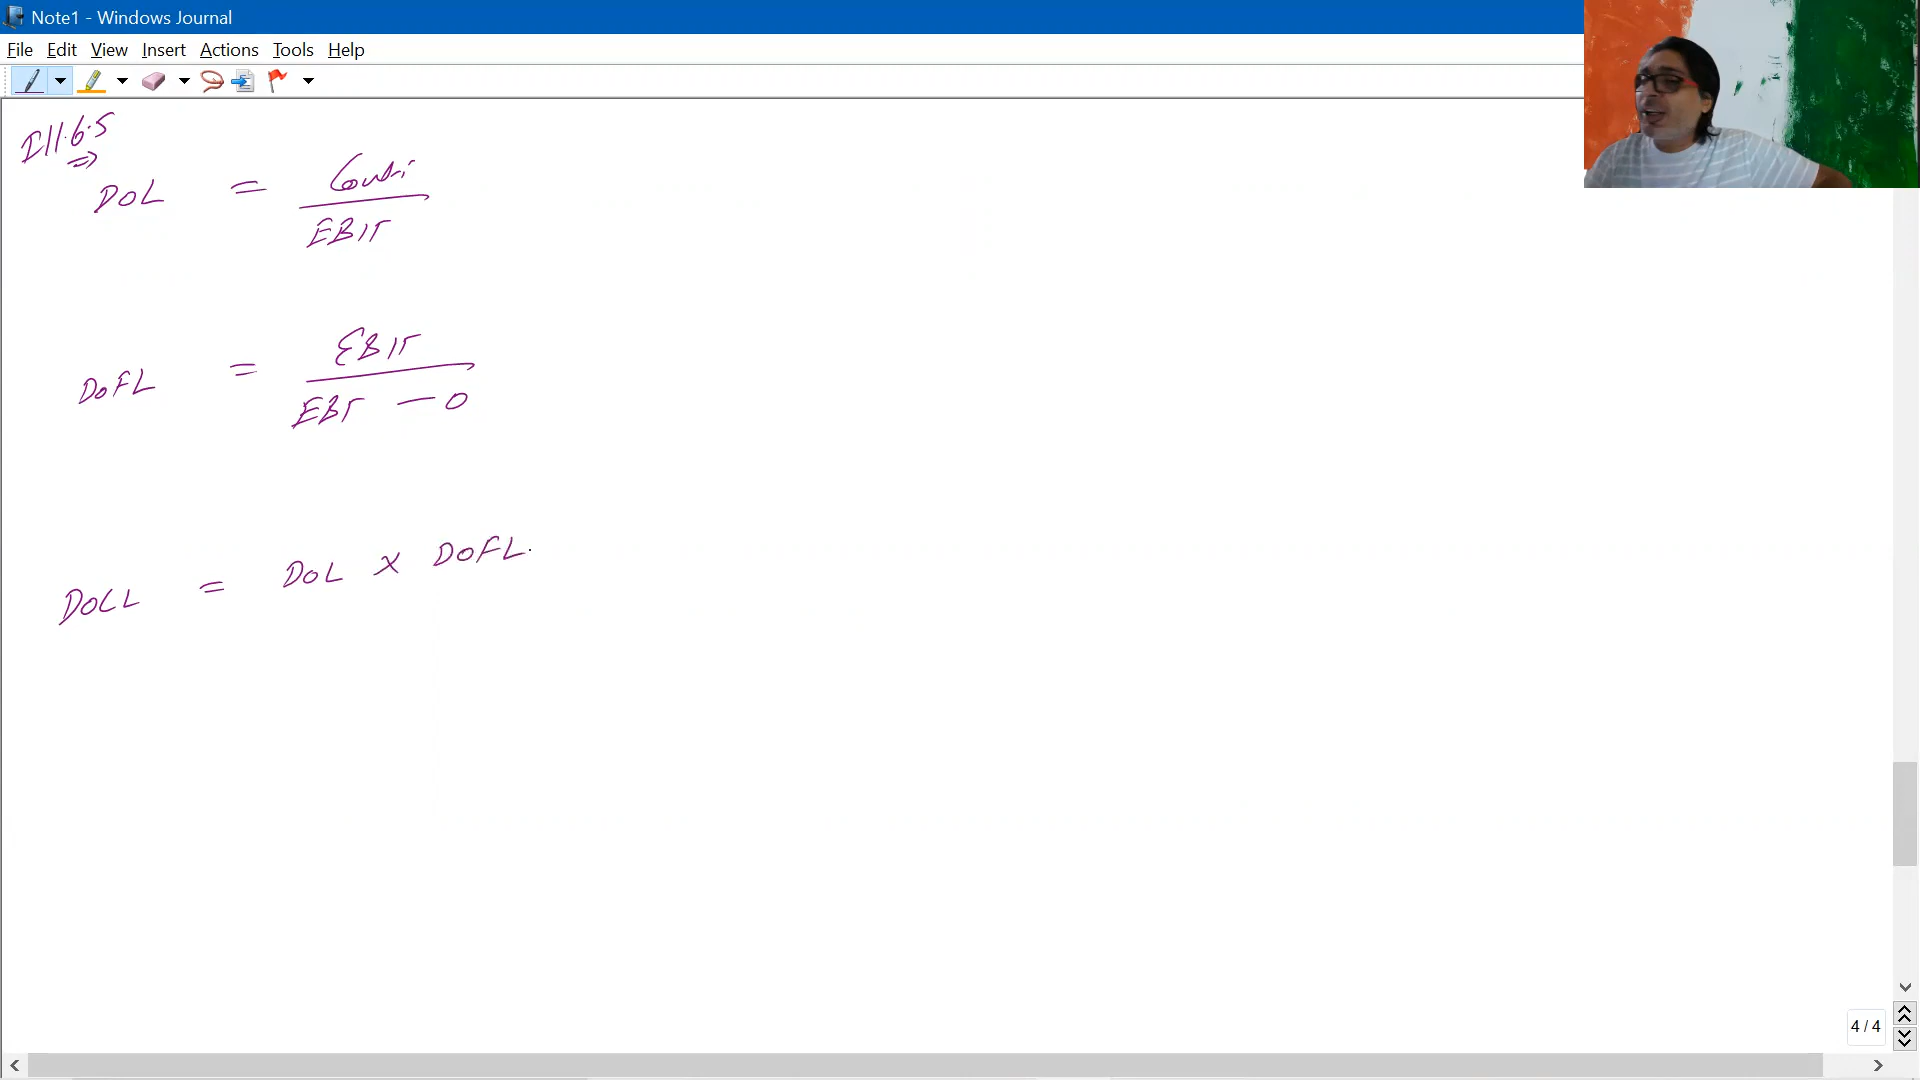 Note1 - Windows Journal
File Edit View Insert Actions Tools Help
Ill.6.5
⇒
DOL = Contri
EBIT
DOFL = EBIT
EBT — 0
DOCL = DOL × DOFL.
4 / 4